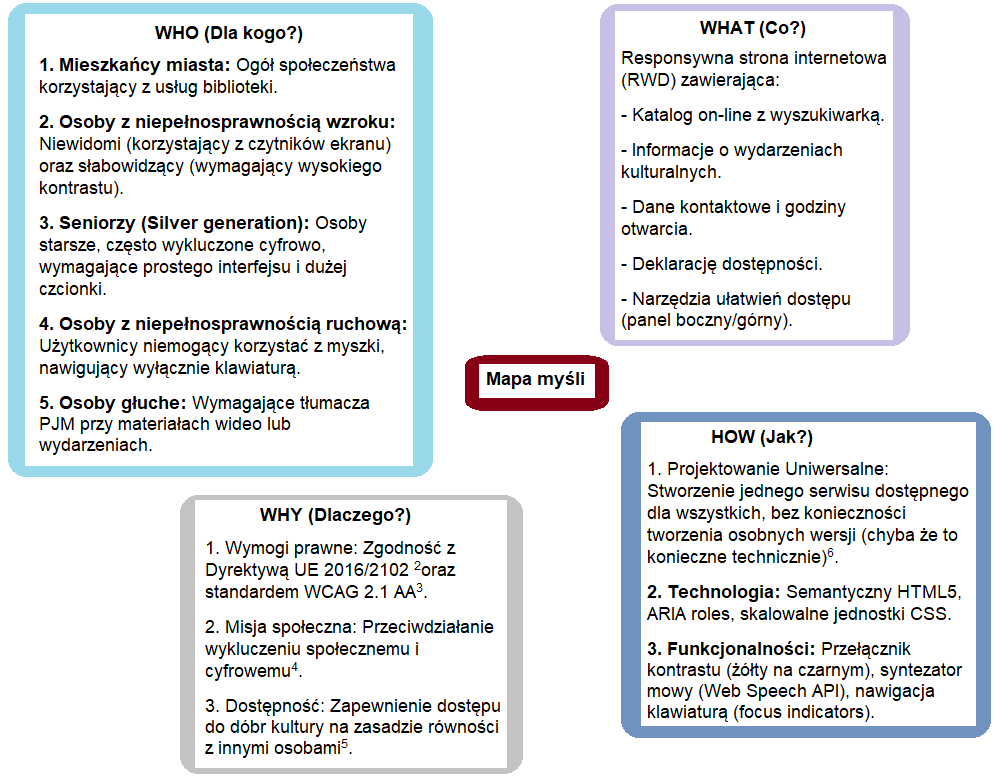 WHO (Dla kogo?)
1. Mieszkańcy miasta: Ogół społeczeństwa
korzystający z usług biblioteki.
2. Osoby z niepełnosprawnością wzroku:
Niewidomi (korzystający z czytników ekranu)
oraz słabowidzący (wymagający wysokiego
kontrastu).
3. Seniorzy (Silver generation): Osoby
starsze, często wykluczone cyfrowo,
wymagające prostego interfejsu i dużej
czcionki.
4. Osoby z niepełnosprawnością ruchową:
Użytkownicy niemogący korzystać z myszki,
nawigujący wyłącznie klawiaturą.
5. Osoby głuche: Wymagające tłumacza
PJM przy materiałach wideo lub
wydarzeniach.
WHAT (Co?)
Responsywna strona internetowa
(RWD) zawierająca:
- Katalog on-line z wyszukiwarką.
- Informacje o wydarzeniach
kulturalnych.
- Dane kontaktowe i godziny
otwarcia.
- Deklarację dostępności.
- Narzędzia ułatwień dostępu
(panel boczny/górny).
Mapa myśli
WHY (Dlaczego?)
1. Wymogi prawne: Zgodność z
Dyrektywą UE 2016/2102 ²oraz
standardem WCAG 2.1 AA³.
2. Misja społeczna: Przeciwdziałanie
wykluczeniu społecznemu i
cyfrowemu⁴.
3. Dostępność: Zapewnienie dostępu
do dóbr kultury na zasadzie równości
z innymi osobami⁵.
HOW (Jak?)
1. Projektowanie Uniwersalne:
Stworzenie jednego serwisu dostępnego
dla wszystkich, bez konieczności
tworzenia osobnych wersji (chyba że to
konieczne technicznie)⁶.
2. Technologia: Semantyczny HTML5,
ARIA roles, skalowalne jednostki CSS.
3. Funkcjonalności: Przełącznik
kontrastu (żółty na czarnym), syntezator
mowy (Web Speech API), nawigacja
klawiaturą (focus indicators).